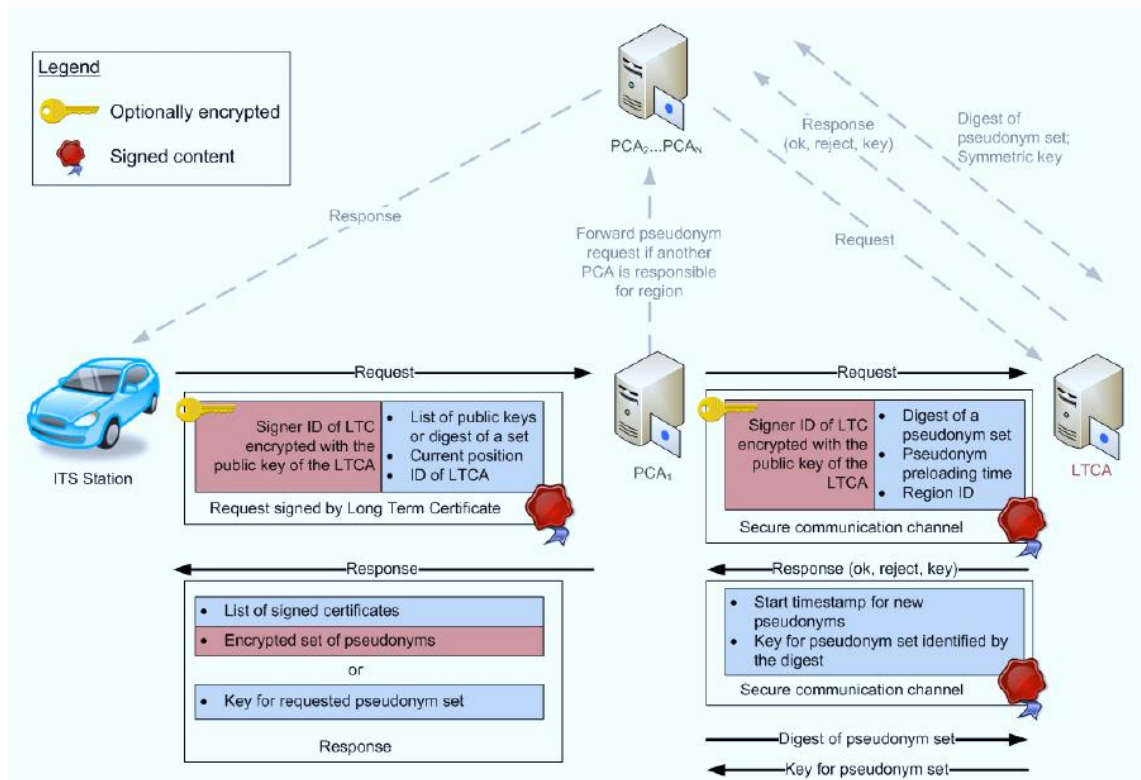 Legend
Optionally encrypted
Signed content
PCA₂...PCAₙ
Response
(ok, reject, key)
Digest of
pseudonym set;
Symmetric key
Response
Forward pseudonym
request if another
PCA is responsible
for region
Request
Request
Signer ID of LTC
encrypted with the
public key of the LTCA
• List of public keys
or digest of a set
• Current position
• ID of LTCA
Request signed by Long Term Certificate
ITS Station
PCA₁
Request
Signer ID of LTC
encrypted with the
public key of the
LTCA
• Digest of a
pseudonym set
• Pseudonym
preloading time
• Region ID
Secure communication channel
LTCA
Response
• List of signed certificates
• Encrypted set of pseudonyms
or
• Key for requested pseudonym set
Response
Response (ok, reject, key)
• Start timestamp for new
pseudonyms
• Key for pseudonym set identified by
the digest
Secure communication channel
Digest of pseudonym set
Key for pseudonym set